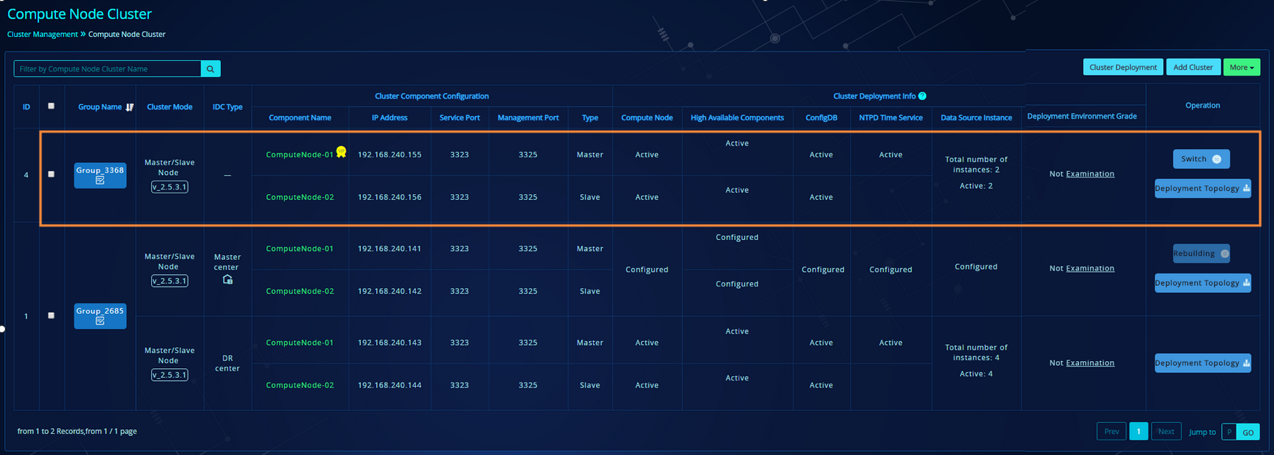 Compute Node Cluster
Cluster Management » Compute Node Cluster
Filter by Compute Node Cluster Name
Cluster Deployment Add Cluster More
ID Group Name Cluster Mode IDC Type Cluster Component Configuration Cluster Deployment Info ? Deployment Environment Grade Operation
Component Name IP Address Service Port Management Port Type Compute Node High Available Components ConfigDB NTPD Time Service Data Source Instance
4 Group_3368 Master/Slave Node v_2.5.3.1 —
ComputeNode-01 192.168.240.155 3323 3325 Master Active Active Active Active
ComputeNode-02 192.168.240.156 3323 3325 Slave Active Active Active
Total number of
instances: 2
Active: 2
Not Examination
Switch
Deployment Topology
1 Group_2685
Master/Slave
Node
v_2.5.3.1
Master
center
ComputeNode-01 192.168.240.141 3323 3325 Master Configured
ComputeNode-02 192.168.240.142 3323 3325 Slave Configured
Configured Configured Configured Configured
Not Examination
Rebuilding
Deployment Topology
Master/Slave
Node
v_2.5.3.1
DR
center
ComputeNode-01 192.168.240.143 3323 3325 Master Active Active Active Active
ComputeNode-02 192.168.240.144 3323 3325 Slave Active Active Active
Total number of
instances: 4
Active: 4
Not Examination
Deployment Topology
from 1 to 2 Records,from 1 / 1 page
Prev 1 Next Jump to P GO